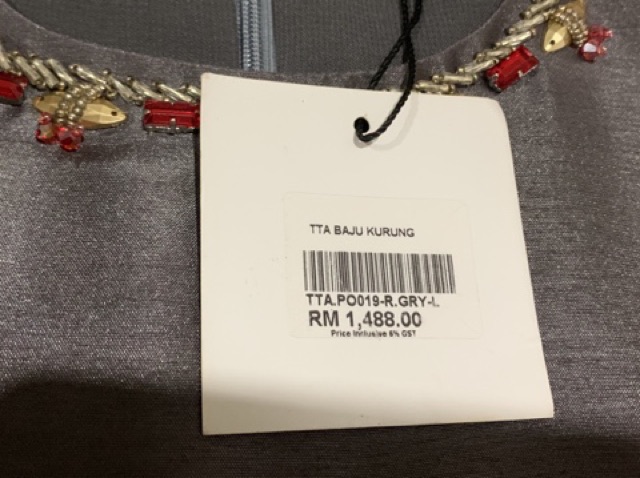 TTA BAJU KURUNG
TTA.PO019-R.GRY-L
RM 1,488.00
Price Inclusive 6% GST